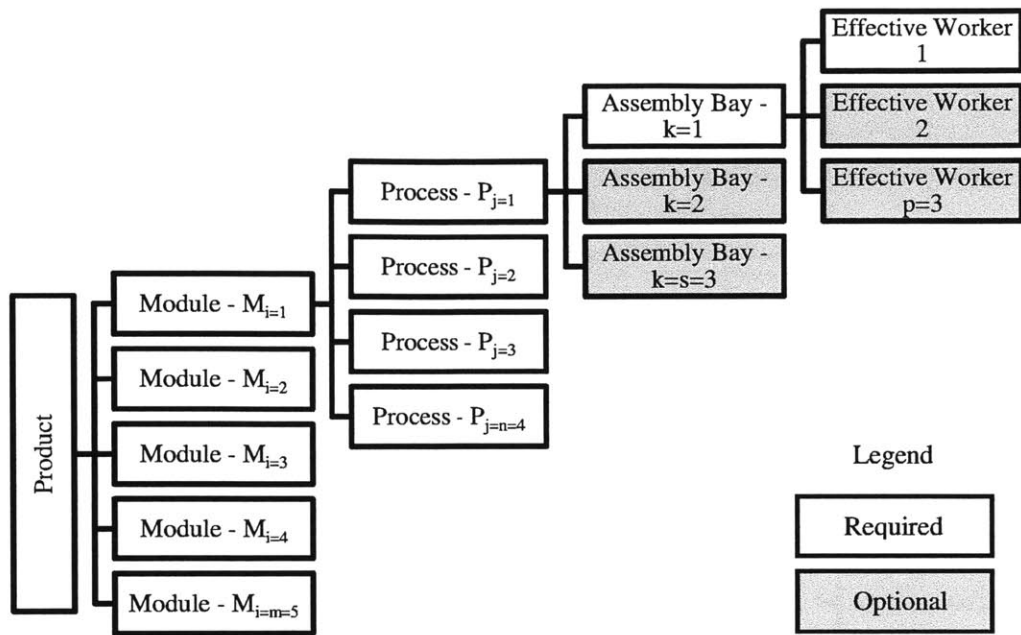 Effective Worker
1
Effective Worker
2
Effective Worker
p=3
Assembly Bay -
k=1
Assembly Bay -
k=2
Assembly Bay -
k=s=3
Process - P_{j=1}
Process - P_{j=2}
Process - P_{j=3}
Process - P_{j=n=4}
Module - M_{i=1}
Module - M_{i=2}
Module - M_{i=3}
Module - M_{i=4}
Module - M_{i=m=5}
Product
Legend
Required
Optional